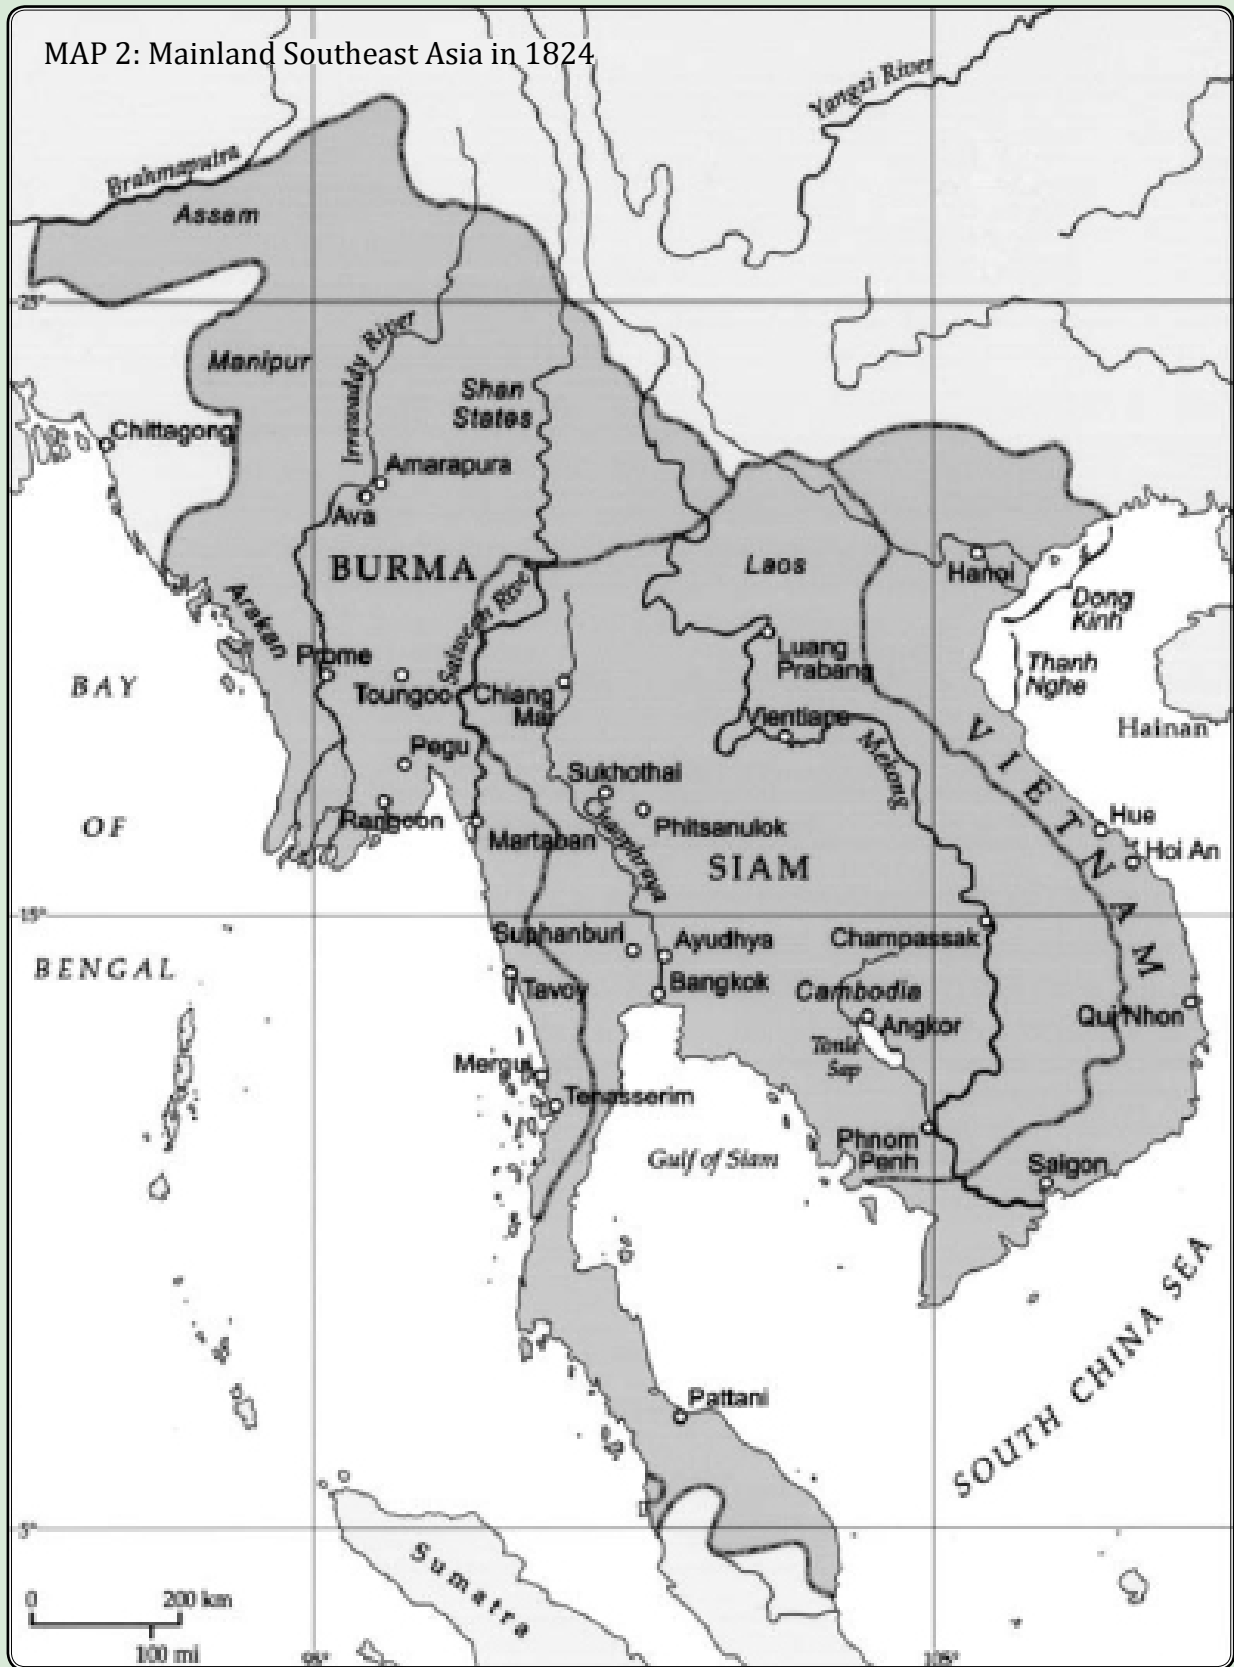 MAP 2: Mainland Southeast Asia in 1824
Yangzi River
Brahmaputra
Assam
25°
Manipur
Irrawaddy River
Shan
States
Chittagong
Amarapura
Ava
BURMA
Laos
Hanoi
Salween River
Arakan
Dong
Kinh
Prome
Luang
Prabang
Thanh
Nghe
BAY
Toungoo
Chiang
Mai
Vientiane
Hainan
Mekong
Pegu
Sukhothai
VIETNAM
OF
Rangoon
Martaban
Chaophraya
Phitsanulok
Hue
Hoi An
SIAM
15°
Suphanburi
Ayudhya
Champassak
BENGAL
Tavoy
Bangkok
Cambodia
Angkor
Qui Nhon
Tonle
Sap
Mergui
Tenasserim
Phnom
Penh
Gulf of Siam
Saigon
SOUTH CHINA SEA
Pattani
5°
Sumatra
0 200 km
100 mi
95°
105°